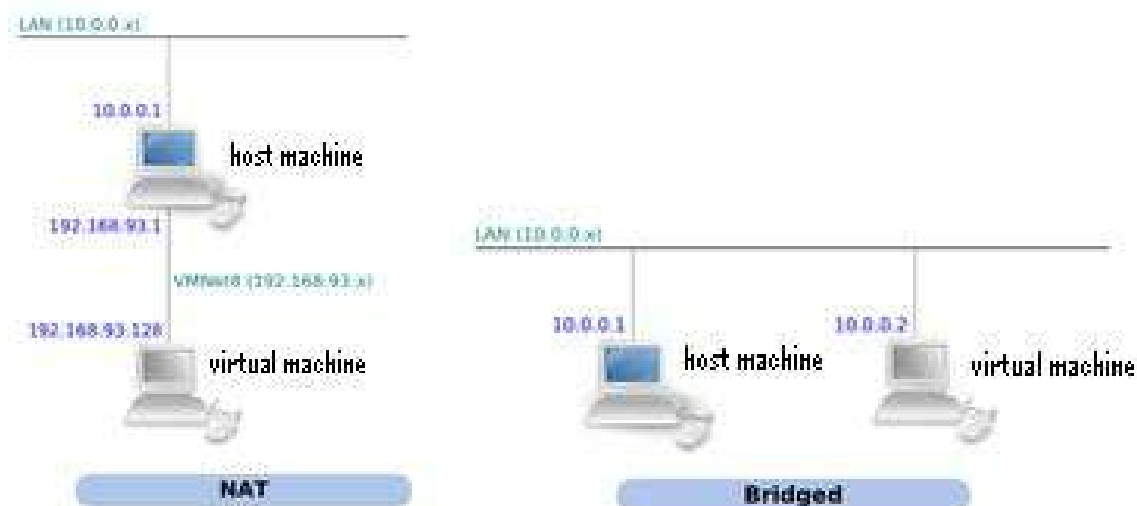 LAN (10.0.0.x)
10.0.0.1
host machine
192.168.93.1
VMNet8 (192.168.93.x)
192.168.93.128
virtual machine
NAT
LAN (10.0.0.x)
10.0.0.1
host machine
10.0.0.2
virtual machine
Bridged